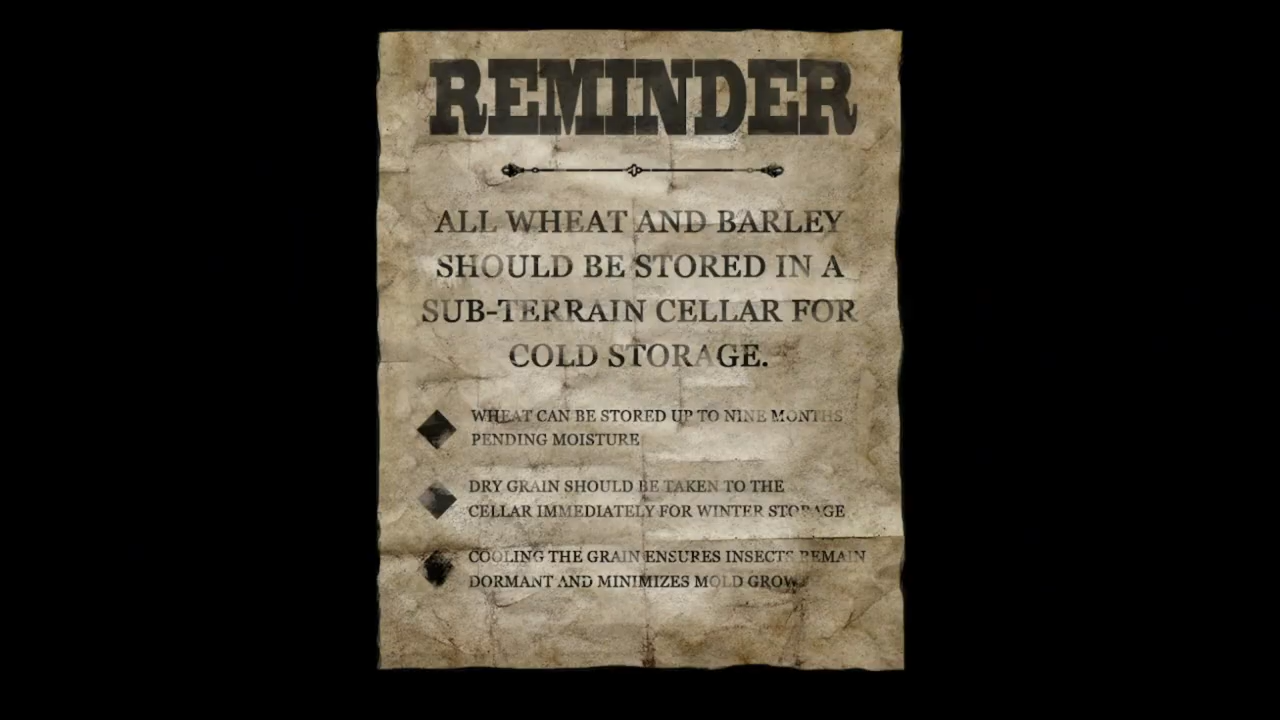 REMINDER
ALL WHEAT AND BARLEY
SHOULD BE STORED IN A
SUB-TERRAIN CELLAR FOR
COLD STORAGE.
WHEAT CAN BE STORED UP TO NINE MONTHS
PENDING MOISTURE
DRY GRAIN SHOULD BE TAKEN TO THE
CELLAR IMMEDIATELY FOR WINTER STORAGE
COOLING THE GRAIN ENSURES INSECTS REMAIN
DORMANT AND MINIMIZES MOLD